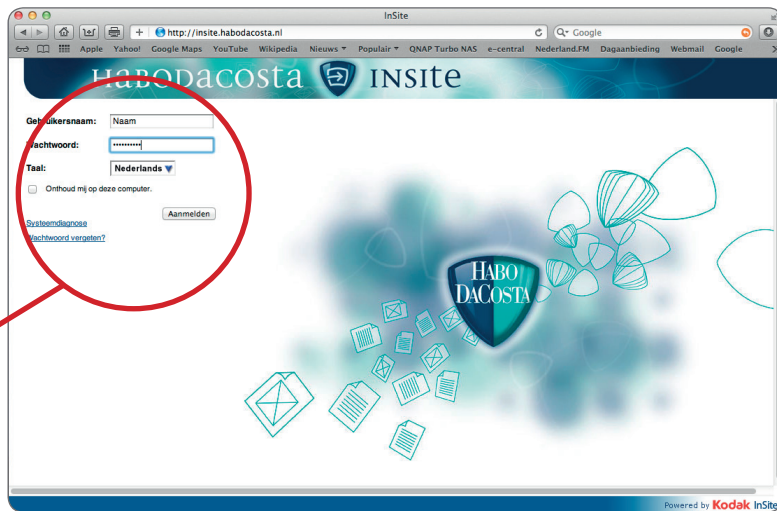 InSite
http://insite.habodacosta.nl
Google
Apple Yahoo! Google Maps YouTube Wikipedia Nieuws Populair QNAP Turbo NAS e-central Nederland.FM Dagaanbieding Webmail Google
HABODACOSTA INSITE
Gebruikersnaam: Naam
Wachtwoord: ••••••••••
Taal: Nederlands
Onthoud mij op deze computer.
Aanmelden
Systeemdiagnose
Wachtwoord vergeten?
HABO
DACOSTA
Powered by Kodak InSite